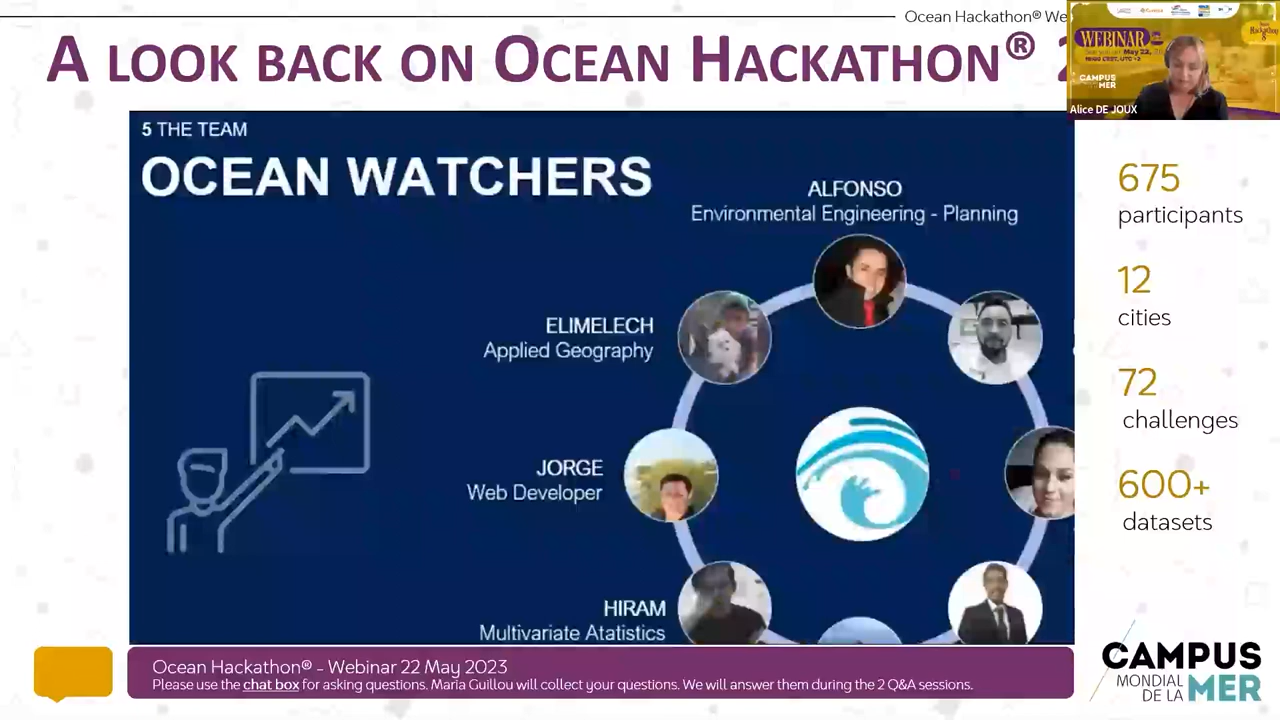 Ocean Hackathon® We
A LOOK BACK ON OCEAN HACKATHON® 2
WEBINAR
May 22,
CAMPUS
MER
Alice DE JOUX
5 THE TEAM
OCEAN WATCHERS
ALFONSO
Environmental Engineering - Planning
ELIMELECH
Applied Geography
JORGE
Web Developer
HIRAM
Multivariate Atatistics
675
participants
12
cities
72
challenges
600+
datasets
Ocean Hackathon® - Webinar 22 May 2023
Please use the chat box for asking questions. Maria Guillou will collect your questions. We will answer them during the 2 Q&A sessions.
CAMPUS
MONDIAL
DE LA MER